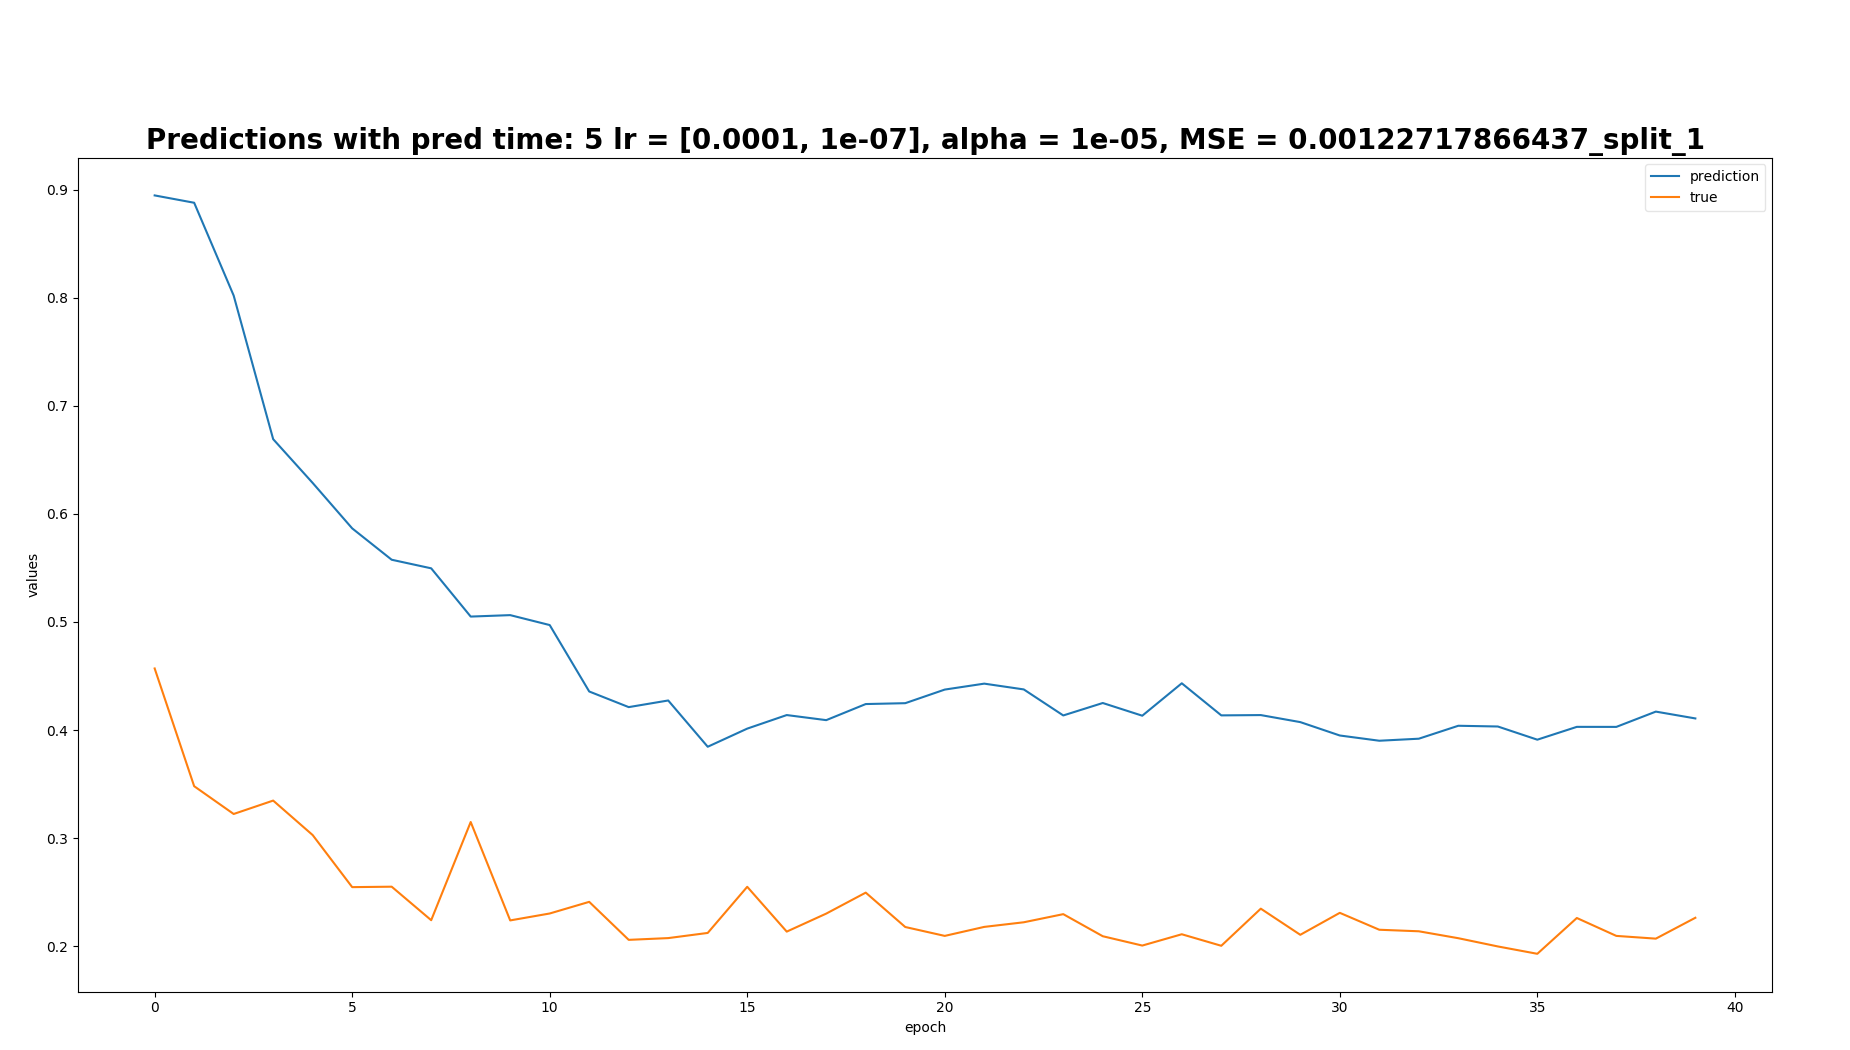 Predictions with pred time: 5 lr = [0.0001, 1e-07], alpha = 1e-05, MSE = 0.00122717866437_split_1
prediction
true
0.9
0.8
0.7
0.6
0.5
0.4
0.3
0.2
values
0 5 10 15 20 25 30 35 40
epoch